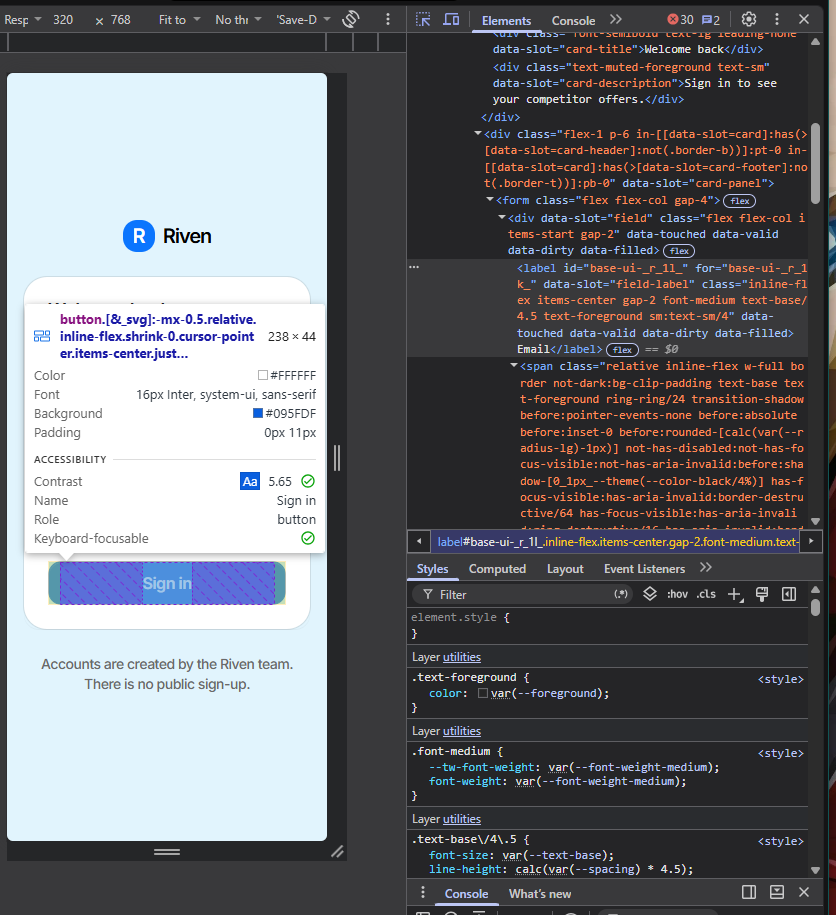 Resp
320
×
768
Fit to
No thr
'Save-D
Elements
Console
30
2
R Riven
button.[&_svg]:-mx-0.5.relative.
inline-flex.shrink-0.cursor-point
er.items-center.just...
238 × 44
Color
#FFFFFF
Font
16px Inter, system-ui, sans-serif
Background
#095FDF
Padding
0px 11px
ACCESSIBILITY
Contrast
Aa 5.65
Name
Sign in
Role
button
Keyboard-focusable
Sign in
Accounts are created by the Riven team.
There is no public sign-up.
<div class="font-semibold text-lg leading-none"
data-slot="card-title">Welcome back</div>
<div class="text-muted-foreground text-sm"
data-slot="card-description">Sign in to see
your competitor offers.</div>
</div>
<div class="flex-1 p-6 in-[[data-slot=card]:has(>
[data-slot=card-header]:not(.border-b))]:pt-0 in-
[[data-slot=card]:has(>[data-slot=card-footer]:no
t(.border-t))]:pb-0" data-slot="card-panel">
<form class="flex flex-col gap-4"> flex
<div data-slot="field" class="flex flex-col i
tems-start gap-2" data-touched data-valid
data-dirty data-filled> flex
<label id="base-ui-_r_1l_" for="base-ui-_r_1
k_" data-slot="field-label" class="inline-fl
ex items-center gap-2 font-medium text-base/
4.5 text-foreground sm:text-sm/4" data-
touched data-valid data-dirty data-filled>
Email</label> flex == $0
<span class="relative inline-flex w-full bo
rder not-dark:bg-clip-padding text-base tex
t-foreground ring-ring/24 transition-shadow
before:pointer-events-none before:absolute
before:inset-0 before:rounded-[calc(var(--r
adius-lg)-1px)] not-has-disabled:not-has-fo
cus-visible:not-has-aria-invalid:before:sha
dow-[0_1px_--theme(--color-black/4%)] has-f
ocus-visible:has-aria-invalid:border-destru
ctive/64 has-focus-visible:has-aria-invali
label#base-ui-_r_1l_.inline-flex.items-center.gap-2.font-medium.text-
Styles
Computed
Layout
Event Listeners
Filter
(.*)
:hov
.cls
element.style {
}
Layer utilities
.text-foreground {
<style>
color: var(--foreground);
}
Layer utilities
.font-medium {
<style>
--tw-font-weight: var(--font-weight-medium);
font-weight: var(--font-weight-medium);
}
Layer utilities
.text-base\/4\.5 {
<style>
font-size: var(--text-base);
line-height: calc(var(--spacing) * 4.5);
Console
What's new